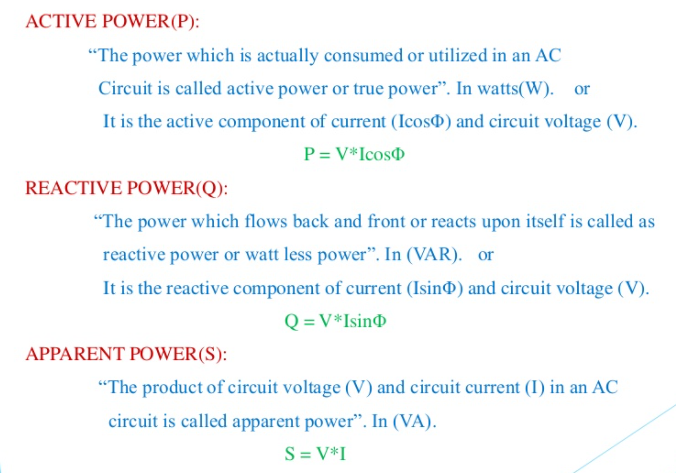 ACTIVE POWER(P):
“The power which is actually consumed or utilized in an AC
Circuit is called active power or true power”. In watts(W). or
It is the active component of current (IcosΦ) and circuit voltage (V).
P = V*IcosΦ
REACTIVE POWER(Q):
“The power which flows back and front or reacts upon itself is called as
reactive power or watt less power”. In (VAR). or
It is the reactive component of current (IsinΦ) and circuit voltage (V).
Q = V*IsinΦ
APPARENT POWER(S):
“The product of circuit voltage (V) and circuit current (I) in an AC
circuit is called apparent power”. In (VA).
S = V*I